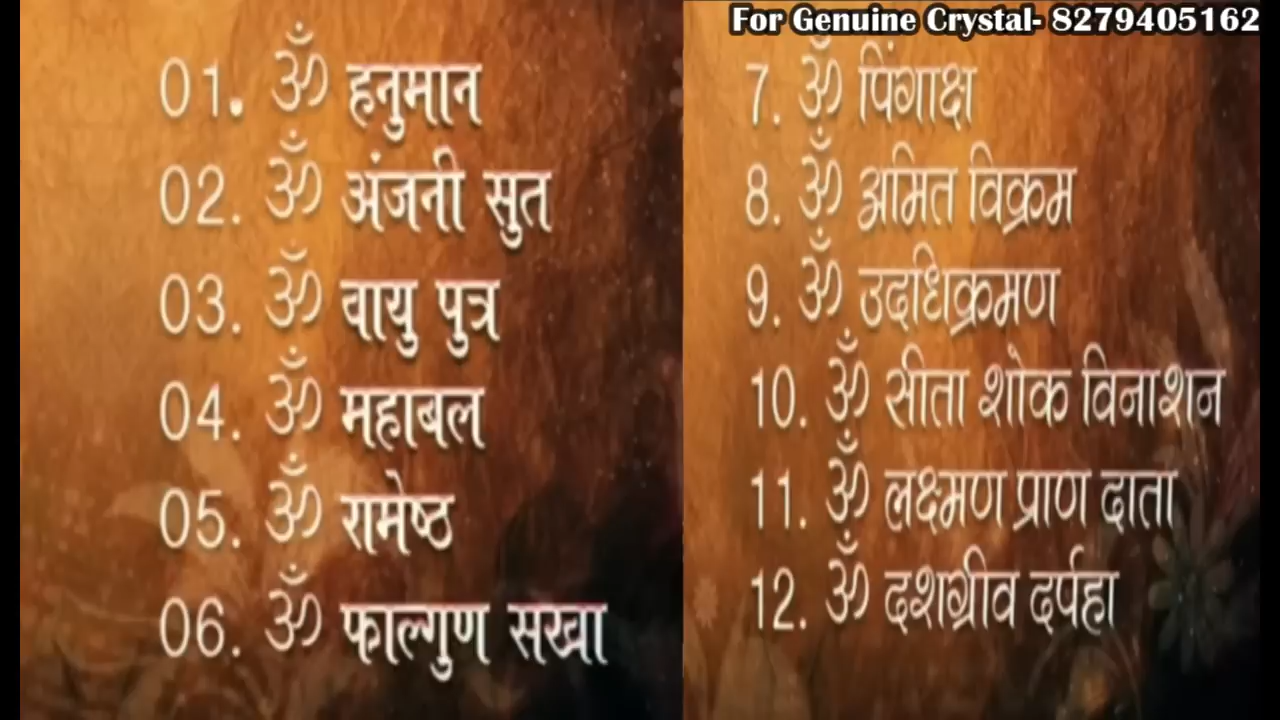 For Genuine Crystal- 8279405162
01. ॐ हनुमान
02. ॐ अंजनी सुत
03. ॐ वायु पुत्र
04. ॐ महाबल
05. ॐ रामेष्ठ
06. ॐ फाल्गुण सखा
7. ॐ पिंगाक्ष
8. ॐ अमित विक्रम
9. ॐ उदधिक्रमण
10. ॐ सीता शोक विनाशन
11. ॐ लक्ष्मण प्राण दाता
12. ॐ दशग्रीव दर्पहा